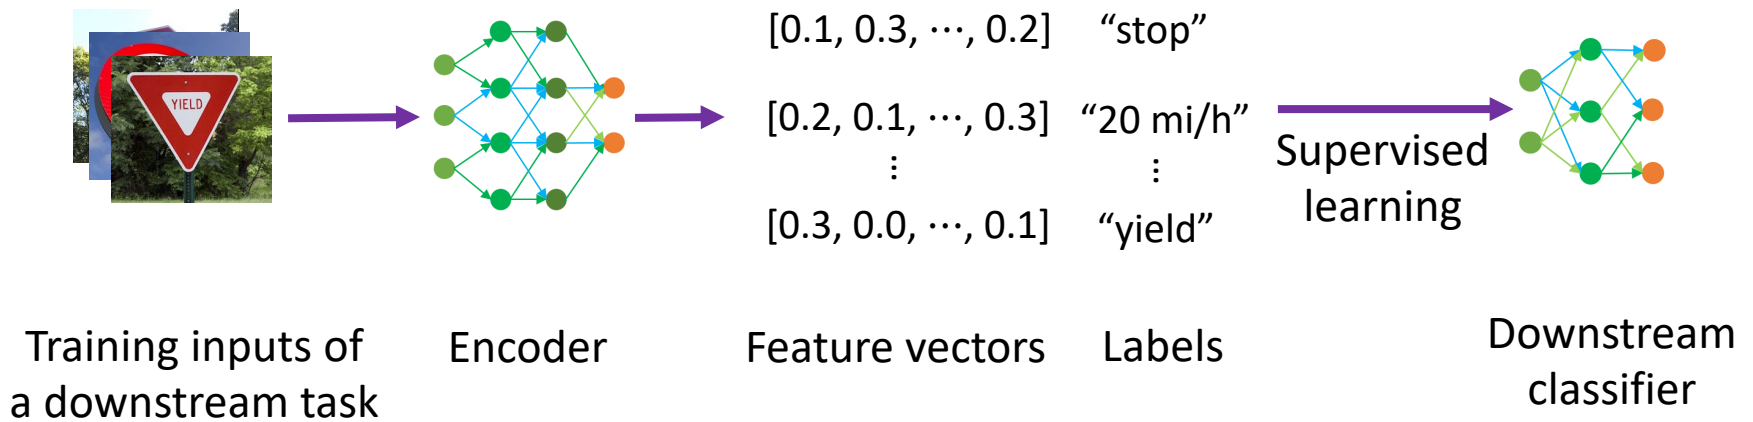 YIELD
[0.1, 0.3, ⋯, 0.2] “stop”
[0.2, 0.1, ⋯, 0.3] “20 mi/h”
⋮ ⋮
[0.3, 0.0, ⋯, 0.1] “yield”
Supervised
learning
Training inputs of
a downstream task
Encoder
Feature vectors
Labels
Downstream
classifier